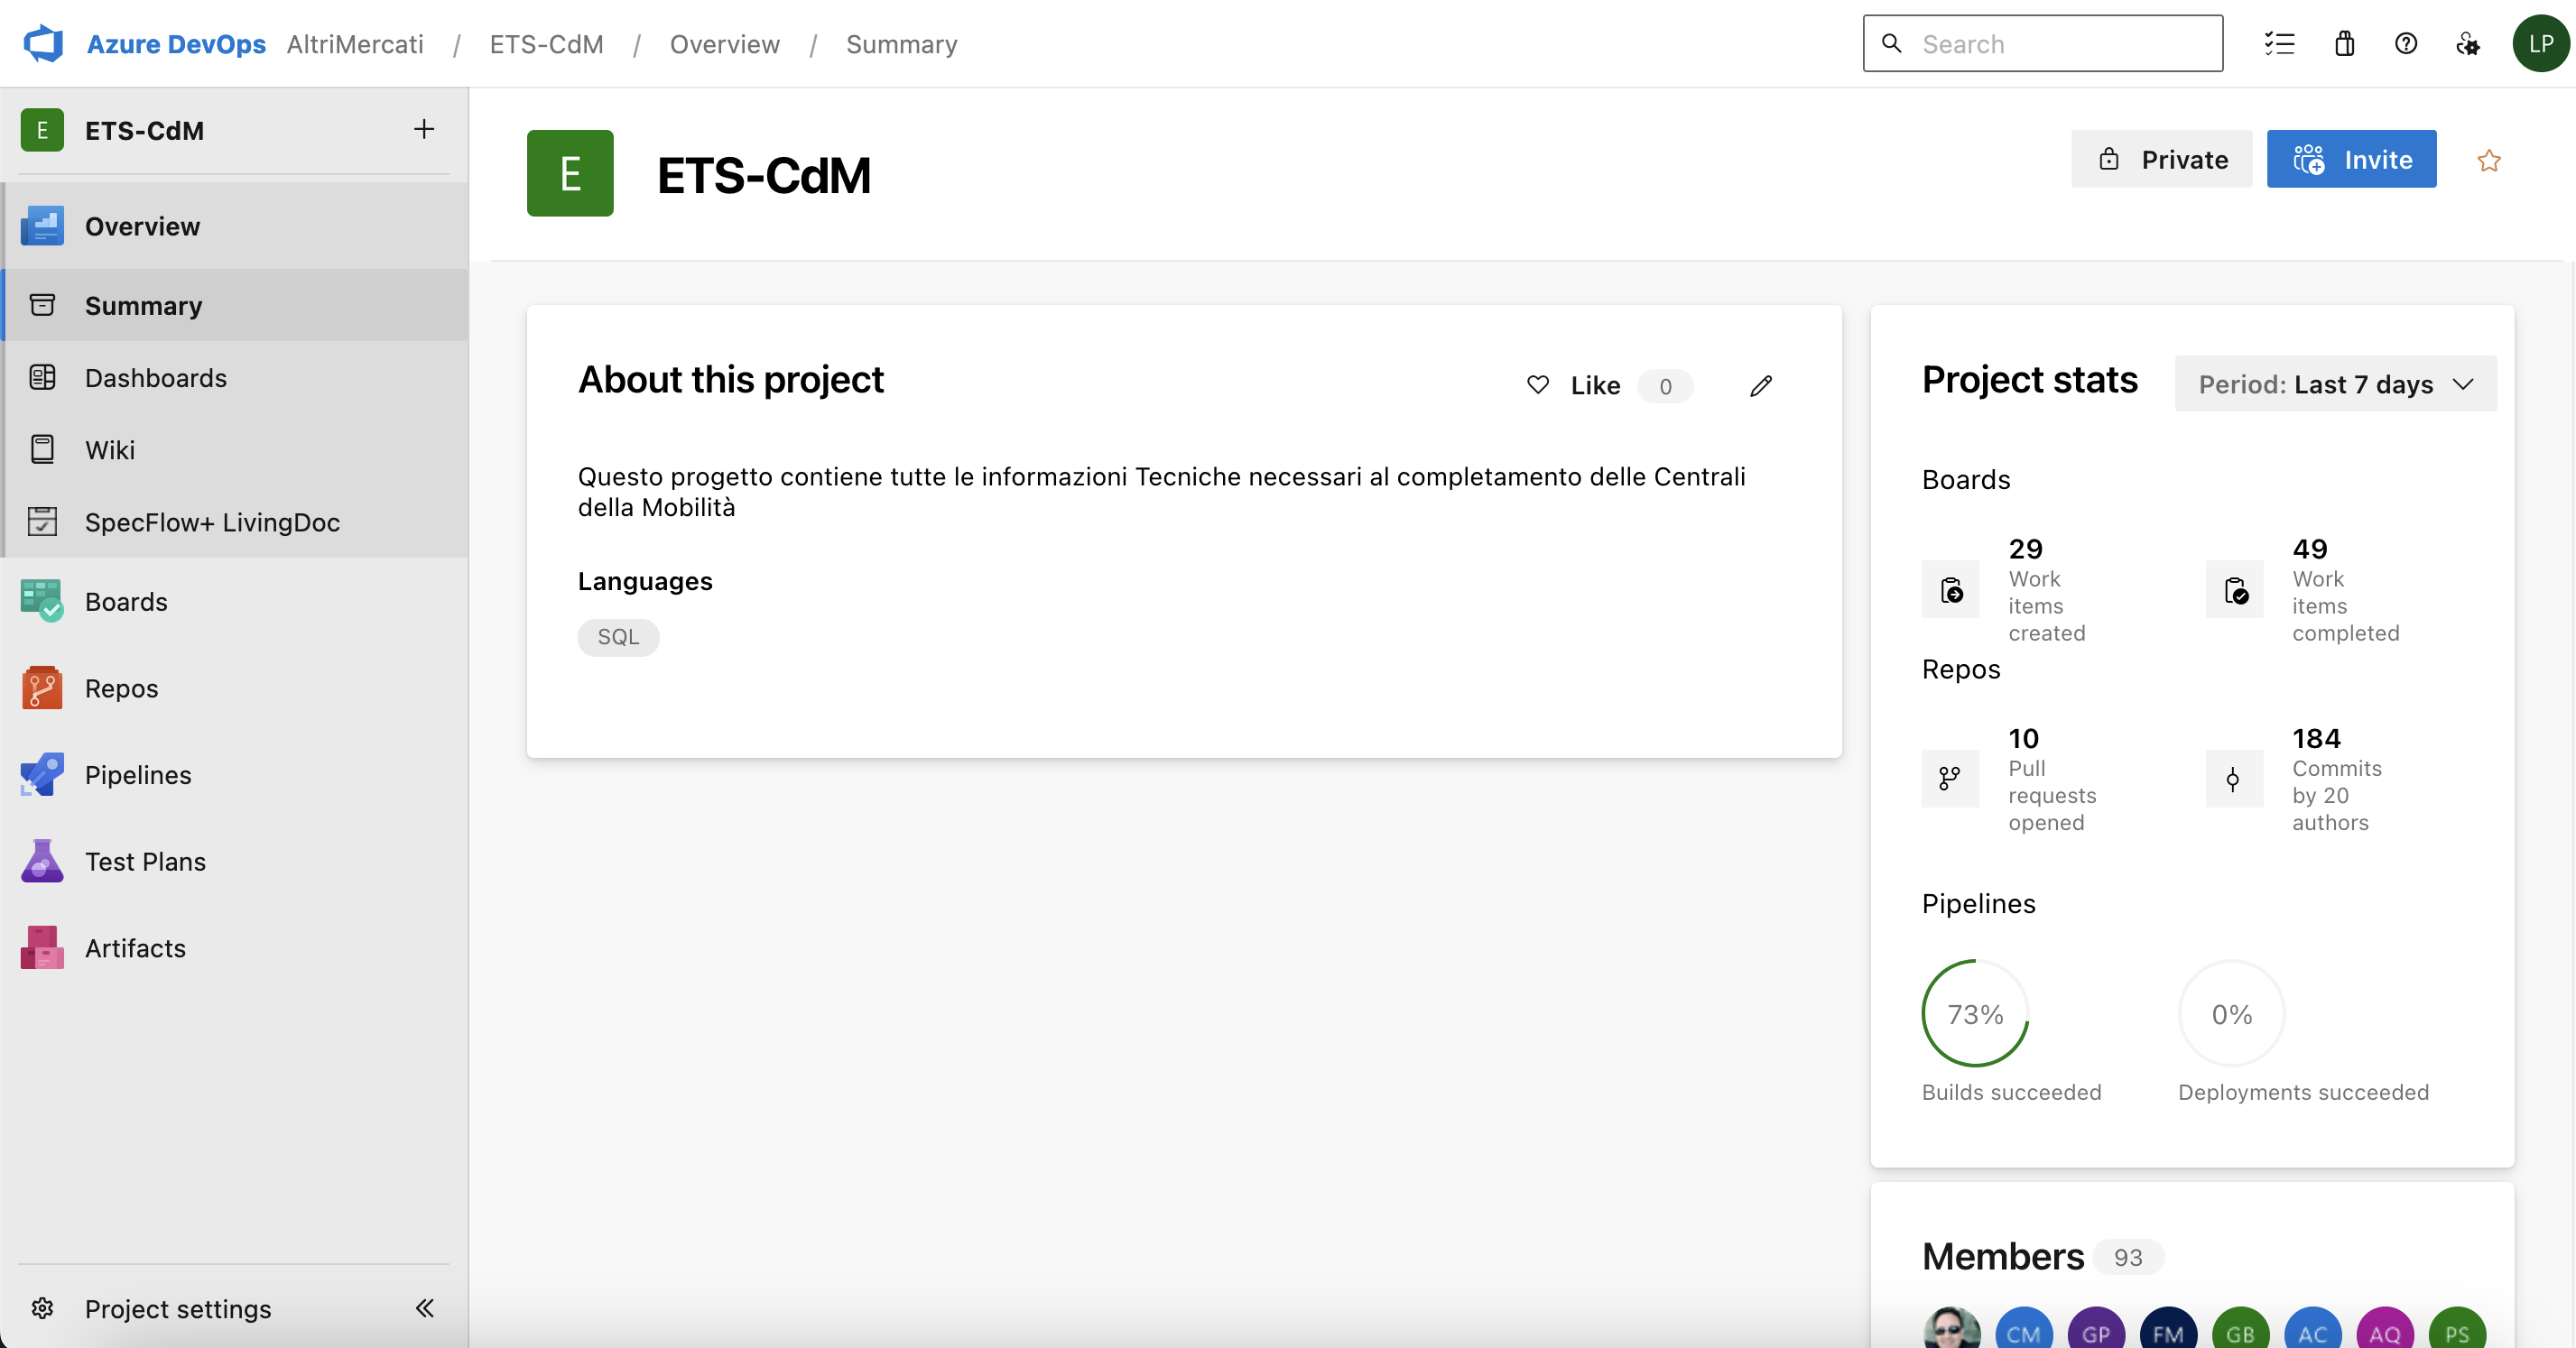 Azure DevOps AltriMercati / ETS-CdM / Overview / Summary
Search
LP
E ETS-CdM
Overview
Summary
Dashboards
Wiki
SpecFlow+ LivingDoc
Boards
Repos
Pipelines
Test Plans
Artifacts
Project settings
E ETS-CdM
Private
Invite
About this project
Like 0
Questo progetto contiene tutte le informazioni Tecniche necessari al completamento delle Centrali
della Mobilità
Languages
SQL
Project stats
Period: Last 7 days
Boards
29
Work
items
created
49
Work
items
completed
Repos
10
Pull
requests
opened
184
Commits
by 20
authors
Pipelines
73%
Builds succeeded
0%
Deployments succeeded
Members 93
CM GP FM GB AC AQ PS